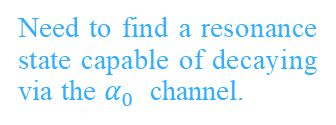 Need to find a resonance
state capable of decaying
via the α₀ channel.